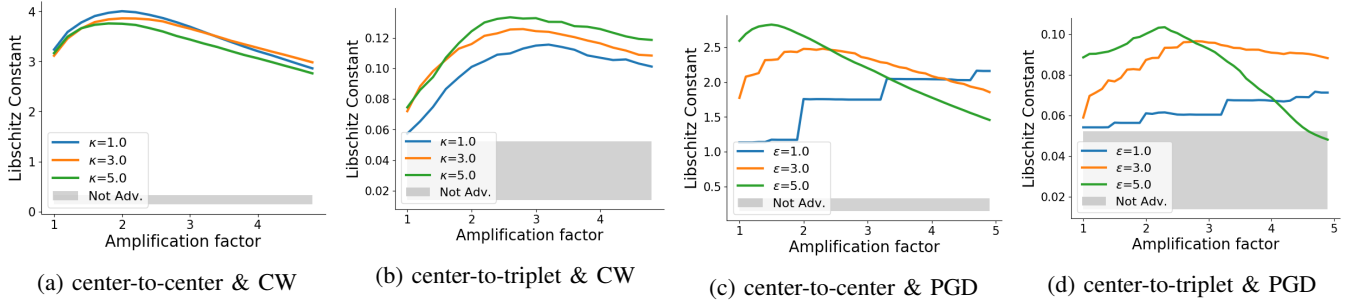 Libschitz Constant
4
3
2
1
0
κ=1.0
κ=3.0
κ=5.0
Not Adv.
1 2 3 4
Amplification factor
(a) center-to-center & CW
Libschitz Constant
0.12
0.10
0.08
0.06
0.04
0.02
κ=1.0
κ=3.0
κ=5.0
Not Adv.
1 2 3 4
Amplification factor
(b) center-to-triplet & CW
Libschitz Constant
2.5
2.0
1.5
1.0
0.5
ε=1.0
ε=3.0
ε=5.0
Not Adv.
1 2 3 4 5
Amplification factor
(c) center-to-center & PGD
Libschitz Constant
0.10
0.08
0.06
0.04
0.02
ε=1.0
ε=3.0
ε=5.0
Not Adv.
1 2 3 4 5
Amplification factor
(d) center-to-triplet & PGD